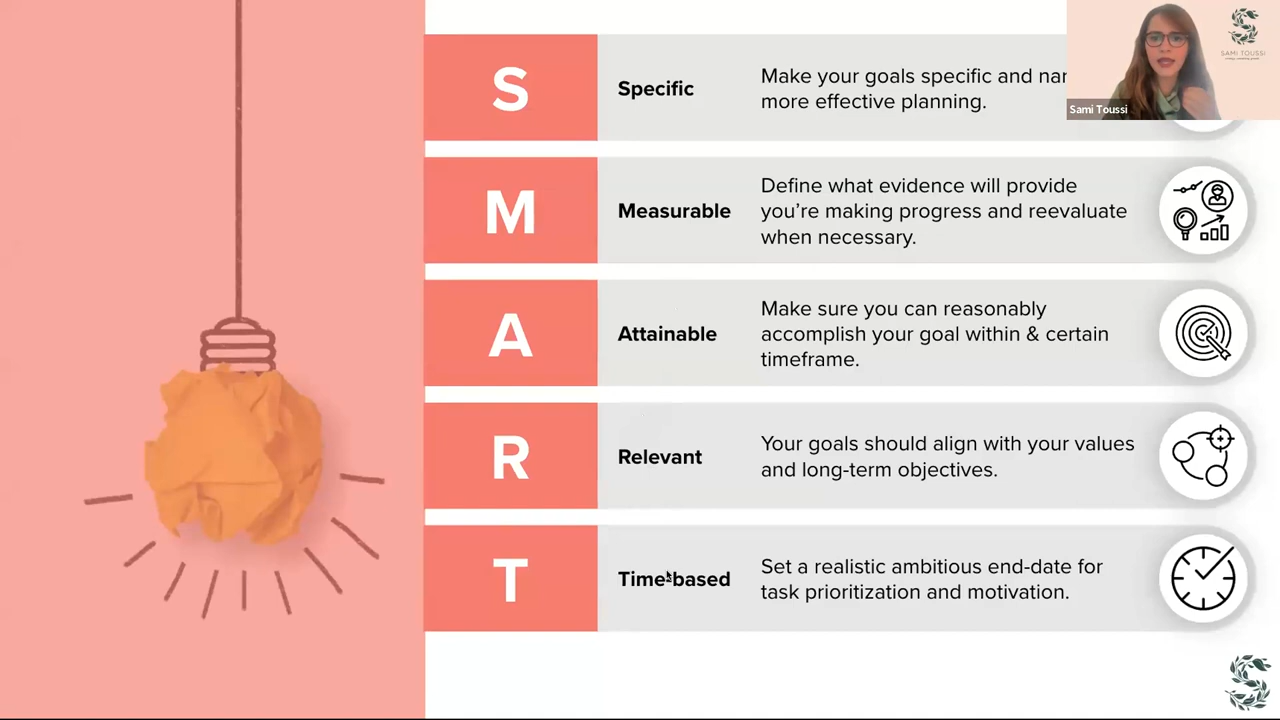 S
Specific
Make your goals specific and
more effective planning.
SAMI TOUSSI
Sami Toussi
M
Measurable
Define what evidence will provide
you're making progress and reevaluate
when necessary.
A
Attainable
Make sure you can reasonably
accomplish your goal within & certain
timeframe.
R
Relevant
Your goals should align with your values
and long-term objectives.
T
Time-based
Set a realistic ambitious end-date for
task prioritization and motivation.